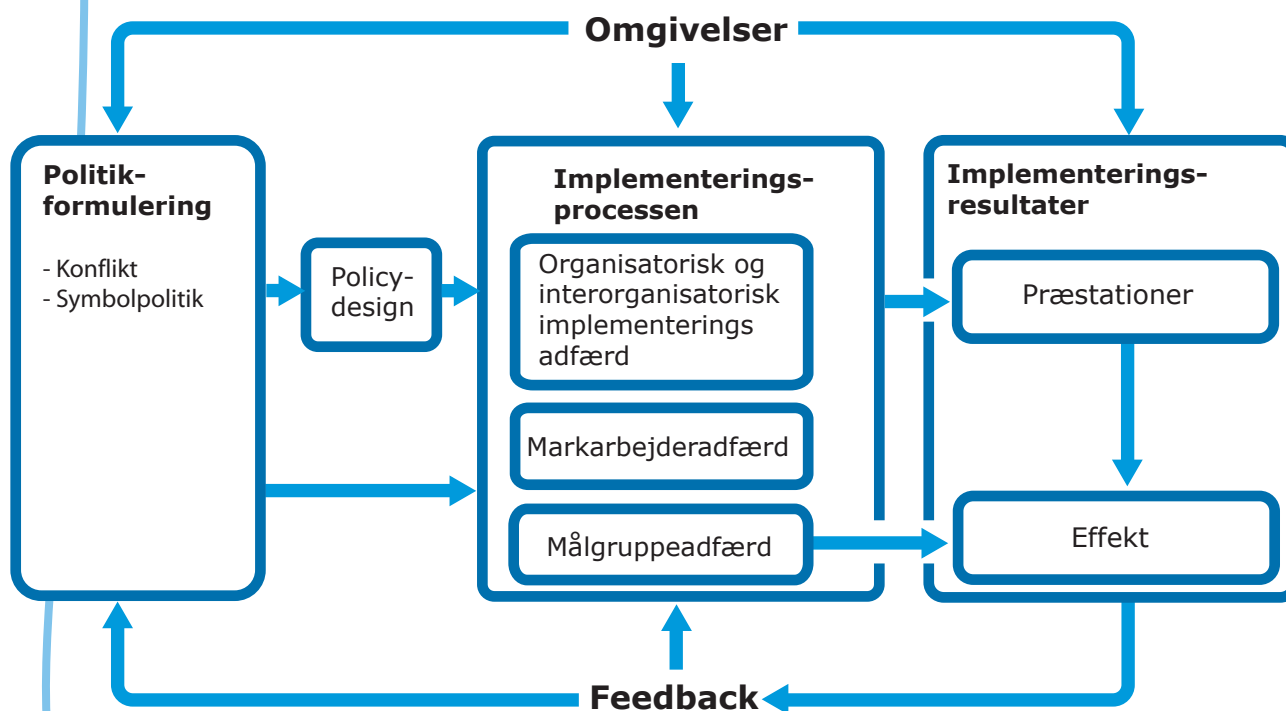 Omgivelser
Politik-
formulering
- Konflikt
- Symbolpolitik
Policy-
design
Implementerings-
processen
Organisatorisk og
interorganisatorisk
implementerings
adfærd
Markarbejderadfærd
Målgruppeadfærd
Implementerings-
resultater
Præstationer
Effekt
Feedback